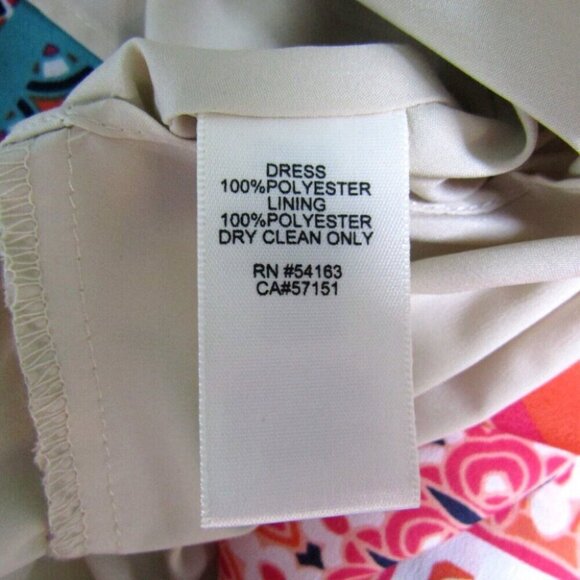 DRESS
100%POLYESTER
LINING
100%POLYESTER
DRY CLEAN ONLY
RN #54163
CA#57151